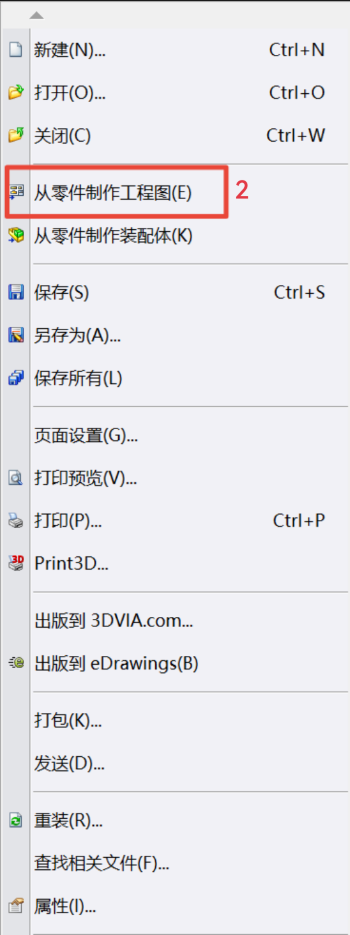 新建(N)... Ctrl+N
打开(O)... Ctrl+O
关闭(C) Ctrl+W
从零件制作工程图(E) 2
从零件制作装配体(K)
保存(S) Ctrl+S
另存为(A)...
保存所有(L)
页面设置(G)...
打印预览(V)...
打印(P)... Ctrl+P
3D Print3D...
出版到 3DVIA.com...
出版到 eDrawings(B)
打包(K)...
发送(D)...
重装(R)...
查找相关文件(F)...
属性(I)...